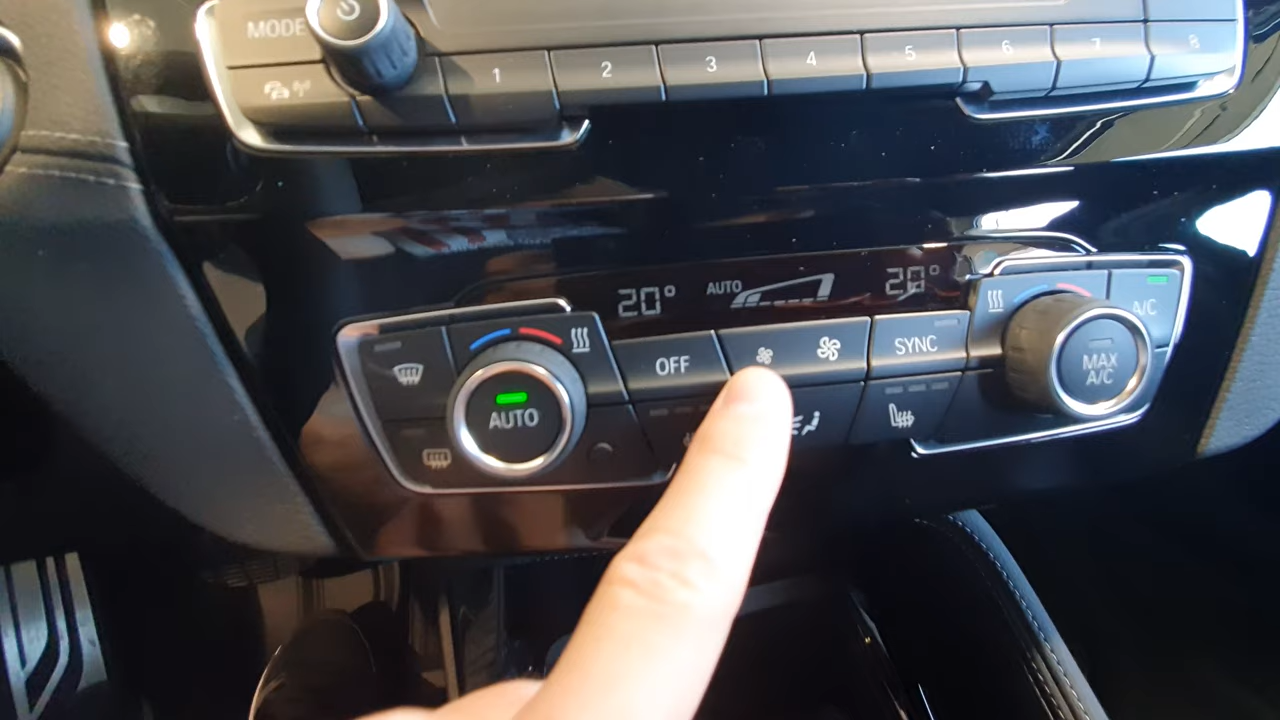 MODE
1 2 3 4 5 6 7 8
20° AUTO 20°
A/C
OFF SYNC
MAX
A/C
AUTO